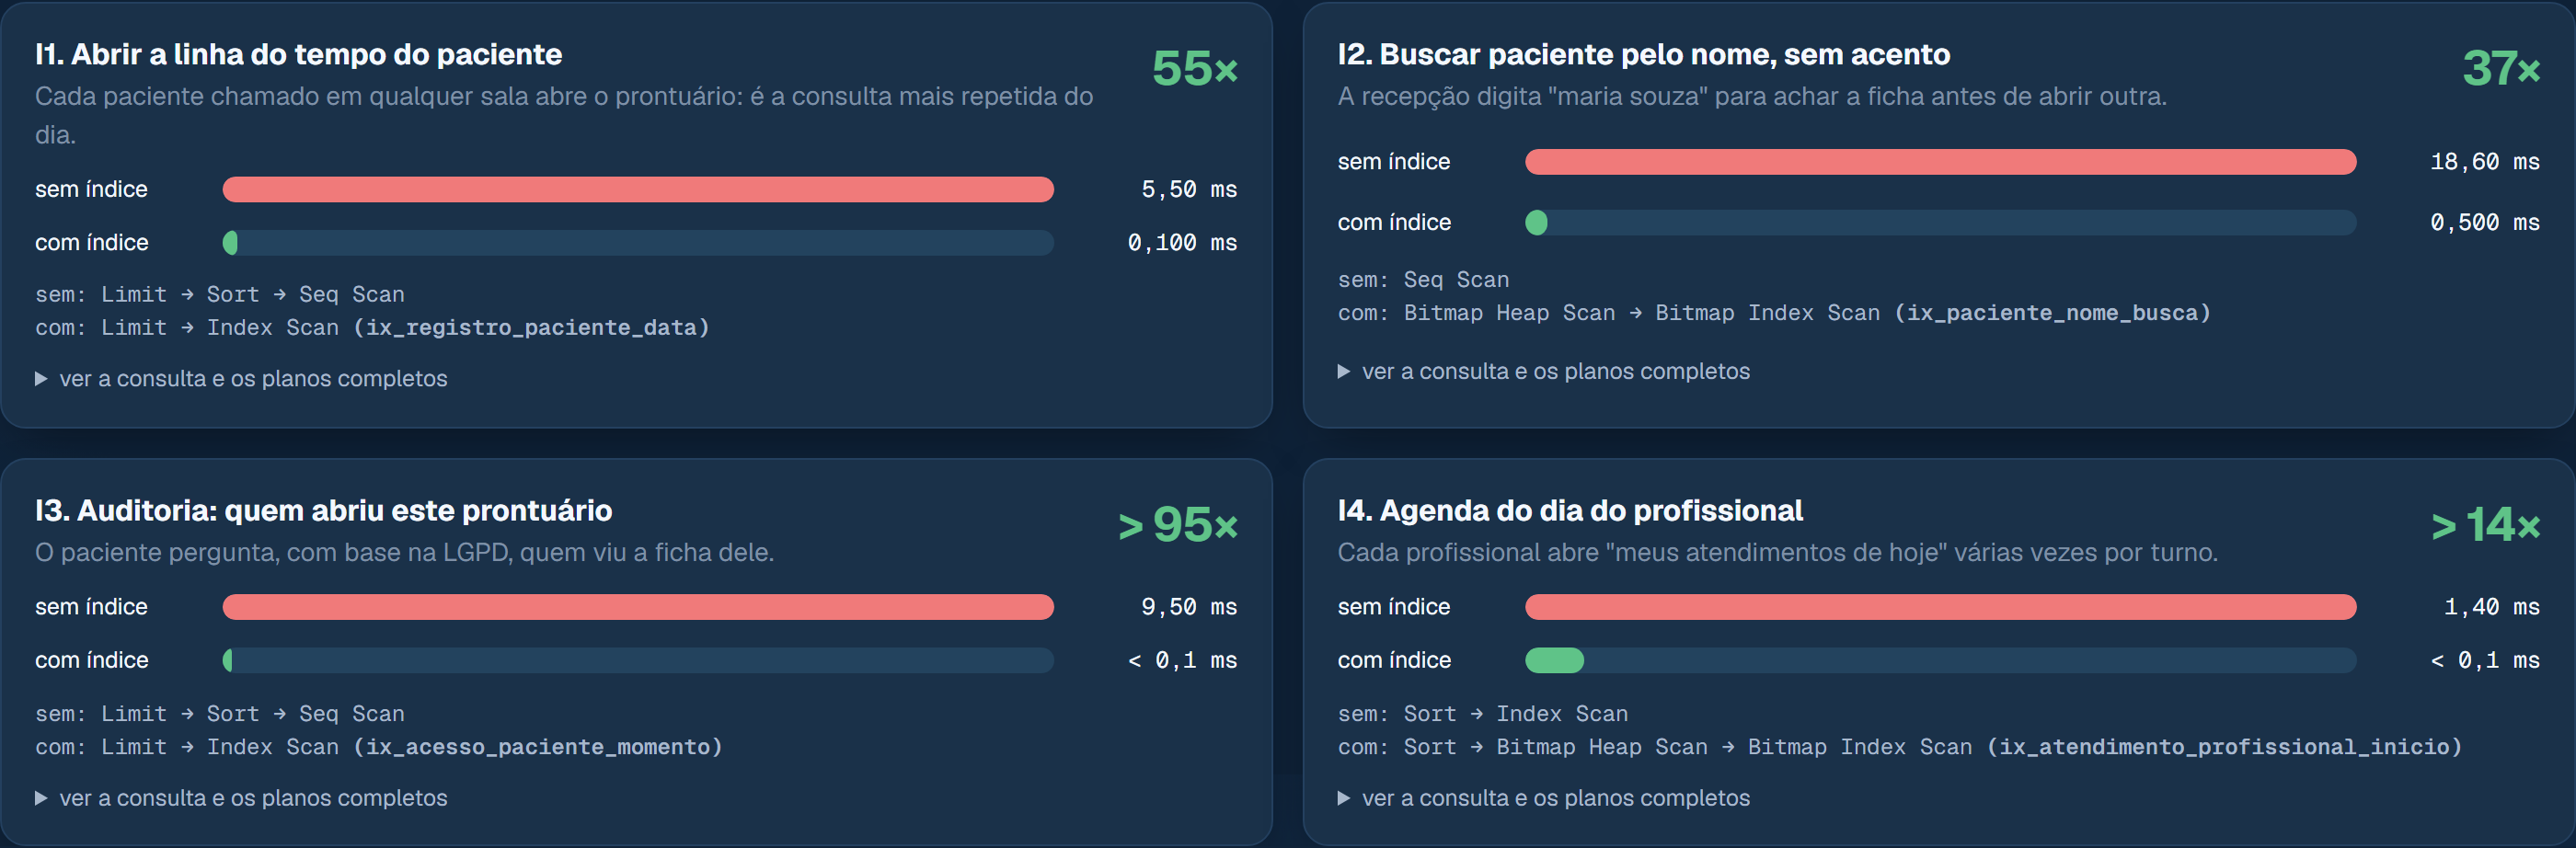 I1. Abrir a linha do tempo do paciente
55×
Cada paciente chamado em qualquer sala abre o prontuário: é a consulta mais repetida do
dia.
sem índice 5,50 ms
com índice 0,100 ms
sem: Limit → Sort → Seq Scan
com: Limit → Index Scan (ix_registro_paciente_data)
▶ ver a consulta e os planos completos
I2. Buscar paciente pelo nome, sem acento
37×
A recepção digita "maria souza" para achar a ficha antes de abrir outra.
sem índice 18,60 ms
com índice 0,500 ms
sem: Seq Scan
com: Bitmap Heap Scan → Bitmap Index Scan (ix_paciente_nome_busca)
▶ ver a consulta e os planos completos
I3. Auditoria: quem abriu este prontuário
> 95×
O paciente pergunta, com base na LGPD, quem viu a ficha dele.
sem índice 9,50 ms
com índice < 0,1 ms
sem: Limit → Sort → Seq Scan
com: Limit → Index Scan (ix_acesso_paciente_momento)
▶ ver a consulta e os planos completos
I4. Agenda do dia do profissional
> 14×
Cada profissional abre "meus atendimentos de hoje" várias vezes por turno.
sem índice 1,40 ms
com índice < 0,1 ms
sem: Sort → Index Scan
com: Sort → Bitmap Heap Scan → Bitmap Index Scan (ix_atendimento_profissional_inicio)
▶ ver a consulta e os planos completos